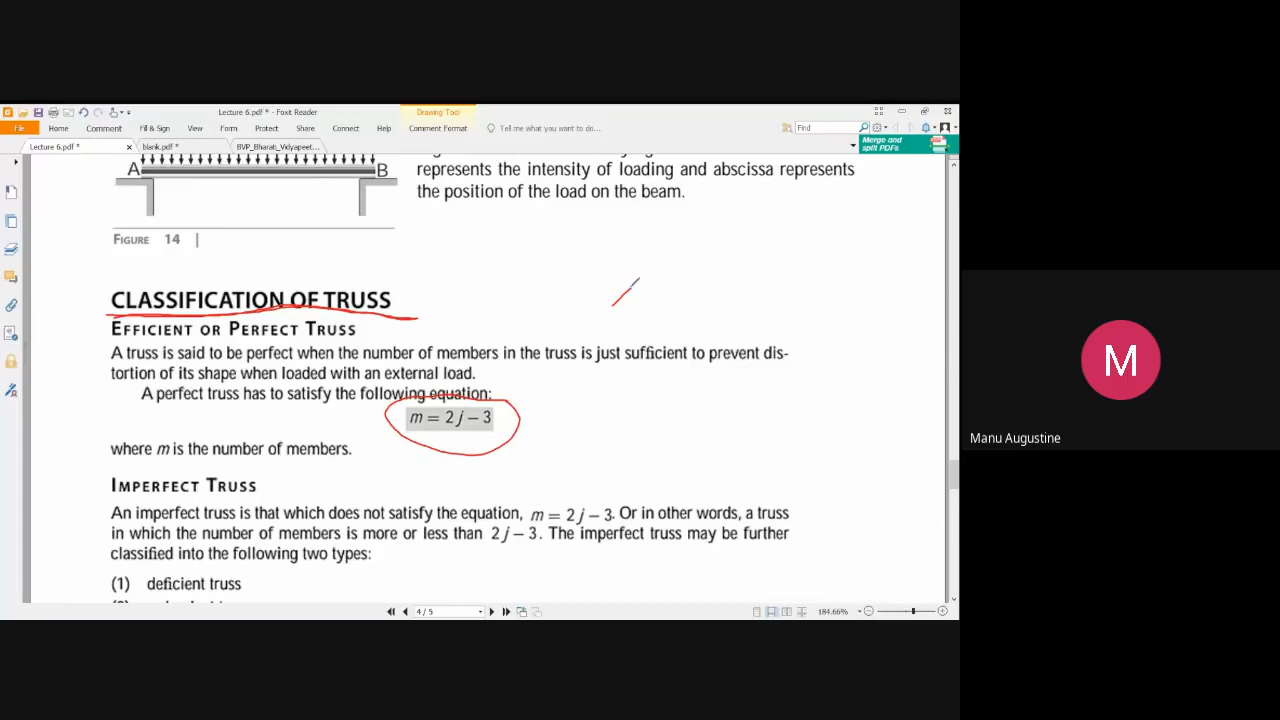 Lecture 6.pdf * - Foxit Reader
Drawing Tool
File
Home
Comment
Fill & Sign
View
Form
Protect
Share
Connect
Help
Comment Format
Tell me what you want to do...
Find
Lecture 6.pdf *
blank.pdf *
BVP_Bharati_Vidyapeet...
Merge and
split PDFs
A
B
represents the intensity of loading and abscissa represents
the position of the load on the beam.
FIGURE 14 |
CLASSIFICATION OF TRUSS
EFFICIENT OR PERFECT TRUSS
A truss is said to be perfect when the number of members in the truss is just sufficient to prevent dis-
tortion of its shape when loaded with an external load.
A perfect truss has to satisfy the following equation:
m = 2 j – 3
where m is the number of members.
IMPERFECT TRUSS
An imperfect truss is that which does not satisfy the equation, m = 2 j – 3. Or in other words, a truss
in which the number of members is more or less than 2 j – 3. The imperfect truss may be further
classified into the following two types:
(1) deficient truss
4 / 5
184.66%
M
Manu Augustine